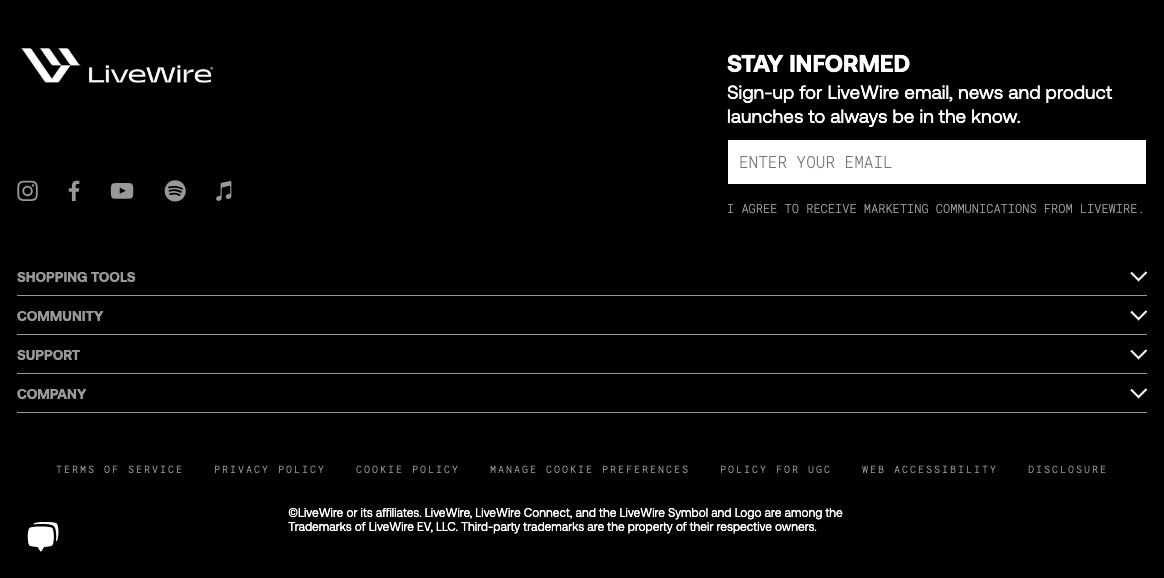 LiveWire
STAY INFORMED
Sign-up for LiveWire email, news and product
launches to always be in the know.
ENTER YOUR EMAIL
I AGREE TO RECEIVE MARKETING COMMUNICATIONS FROM LIVEWIRE.
SHOPPING TOOLS
COMMUNITY
SUPPORT
COMPANY
TERMS OF SERVICE PRIVACY POLICY COOKIE POLICY MANAGE COOKIE PREFERENCES POLICY FOR UGC WEB ACCESSIBILITY DISCLOSURE
©LiveWire or its affiliates. LiveWire, LiveWire Connect, and the LiveWire Symbol and Logo are among the
Trademarks of LiveWire EV, LLC. Third-party trademarks are the property of their respective owners.